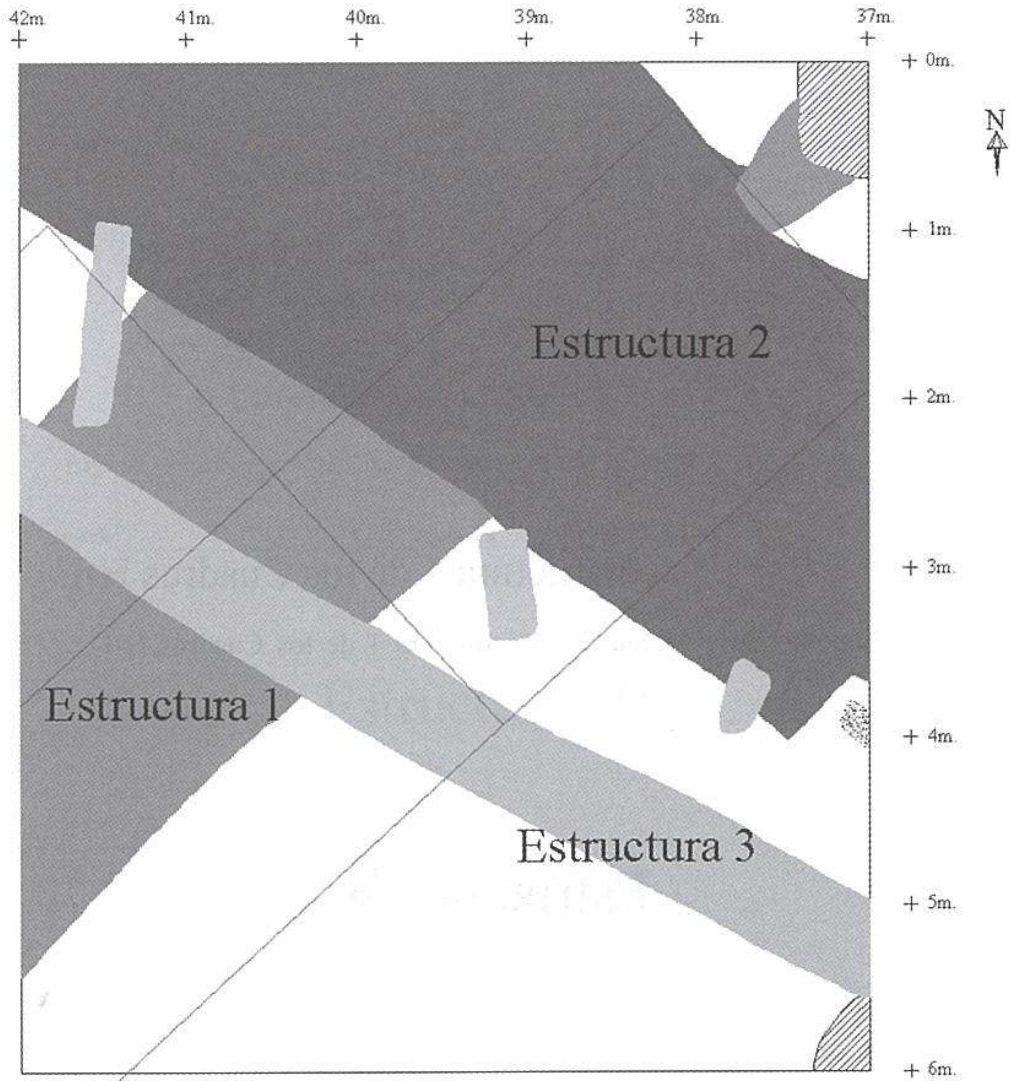 42m. 41m. 40m. 39m. 38m. 37m.
0m.
N
1m.
Estructura 2
2m.
3m.
Estructura 1
4m.
Estructura 3
5m.
6m.